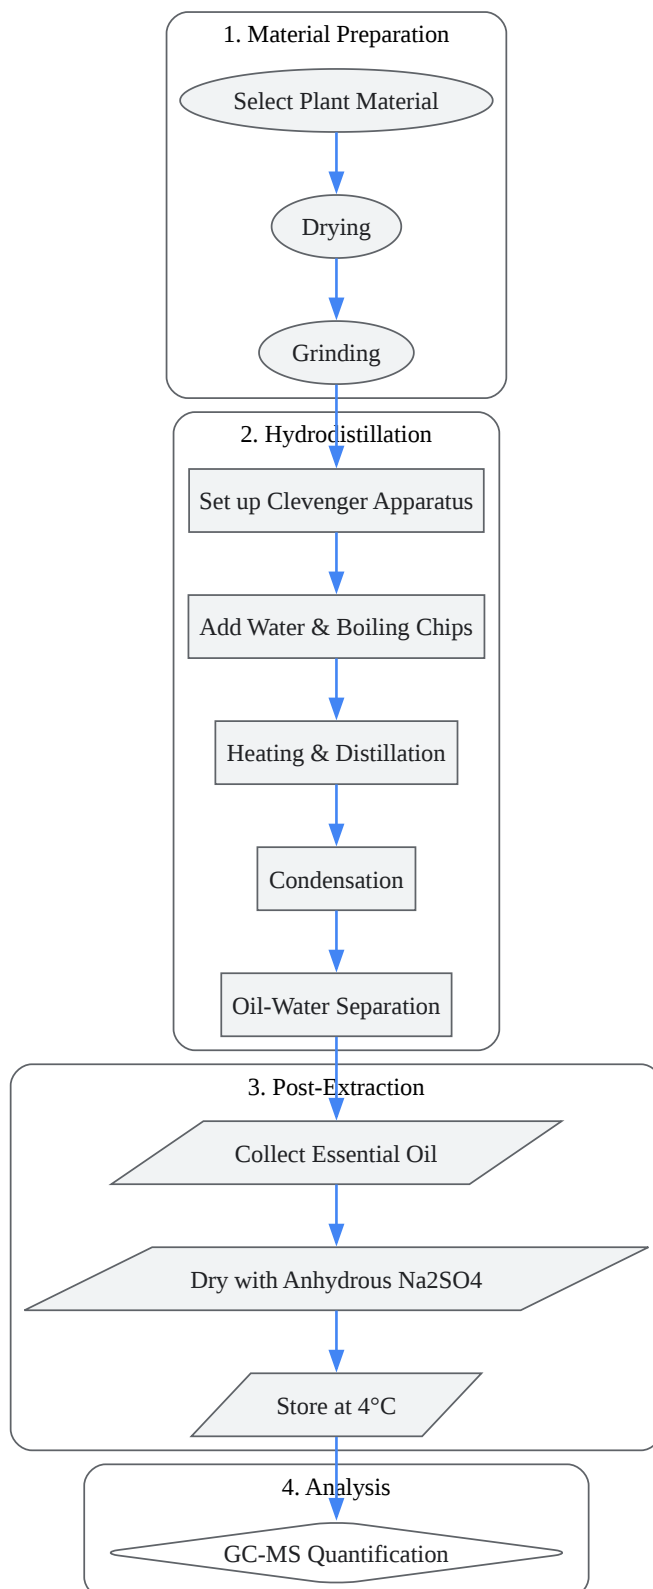 1. Material Preparation
Select Plant Material
Drying
Grinding
2. Hydrodistillation
Set up Clevenger Apparatus
Add Water & Boiling Chips
Heating & Distillation
Condensation
Oil-Water Separation
3. Post-Extraction
Collect Essential Oil
Dry with Anhydrous Na2SO4
Store at 4°C
4. Analysis
GC-MS Quantification